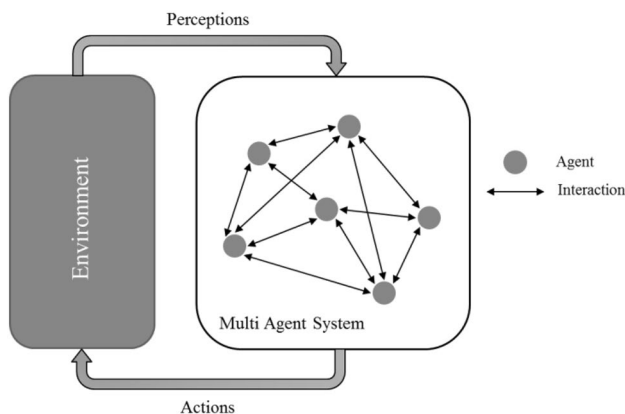 Perceptions
Environment
Agent
Interaction
Multi Agent System
Actions